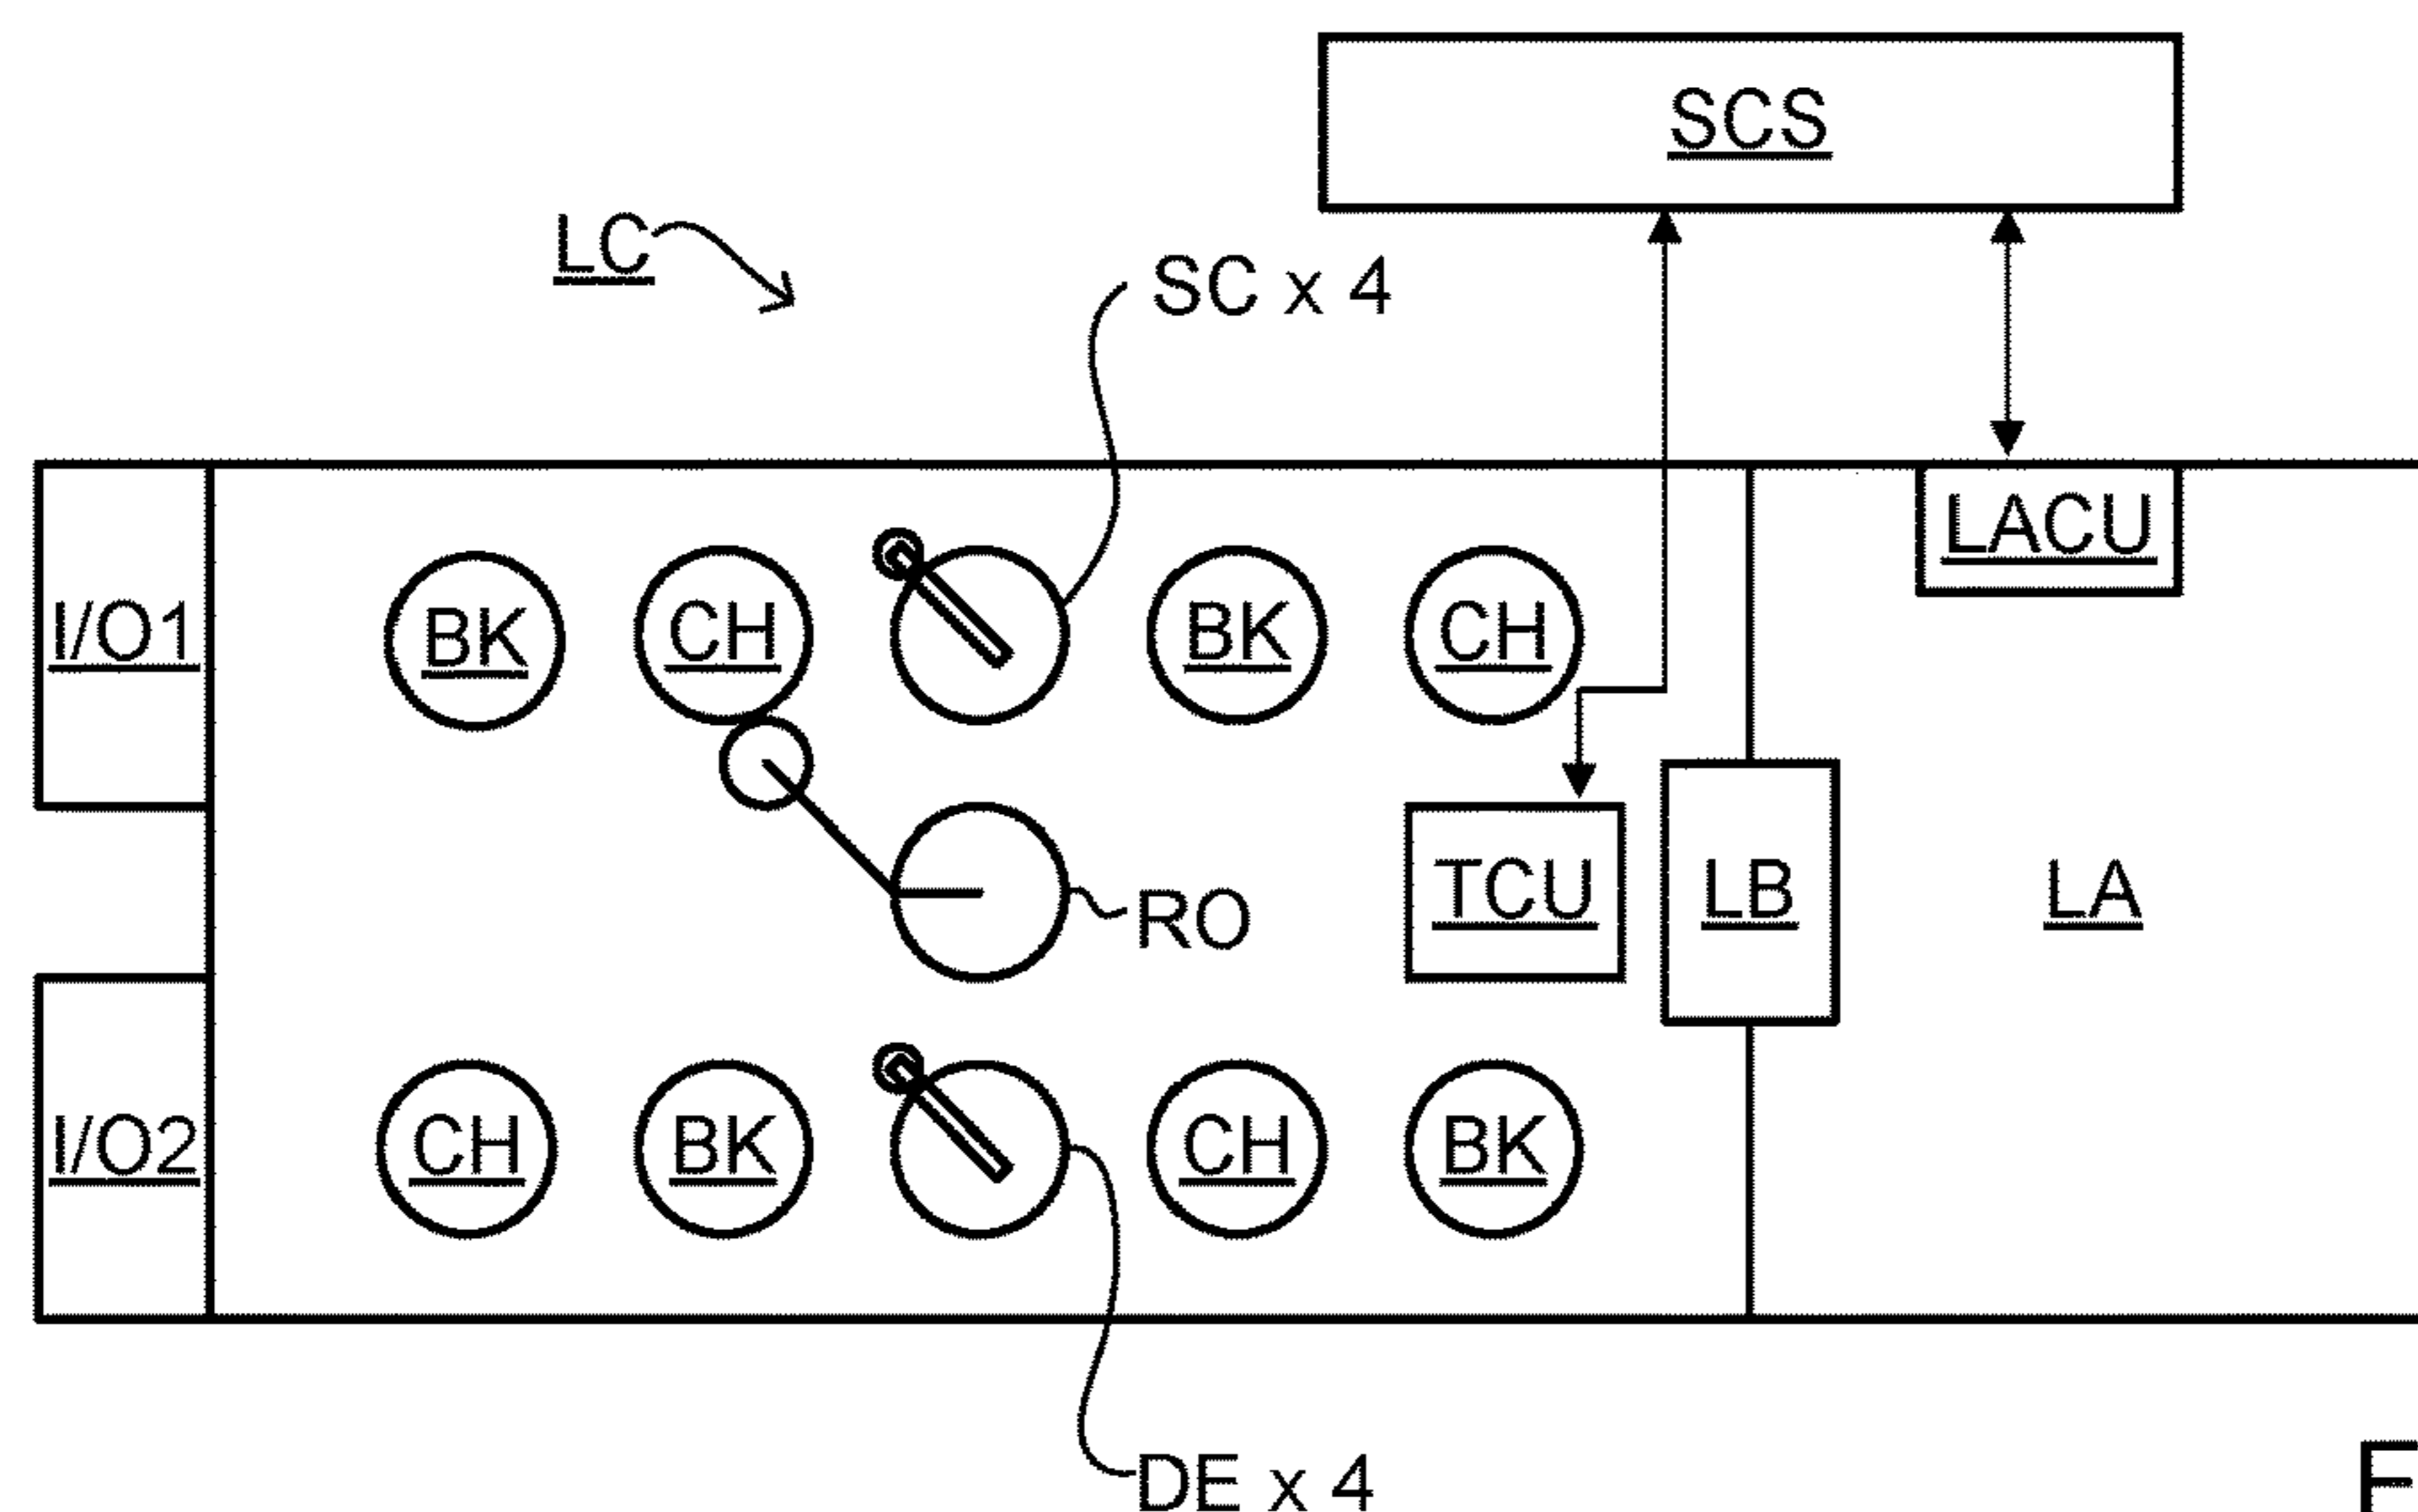 SCS
LC
SC x 4
LACU
I/O1
BK
CH
BK
CH
RO
TCU
LB
LA
I/O2
CH
BK
CH
BK
DE x 4